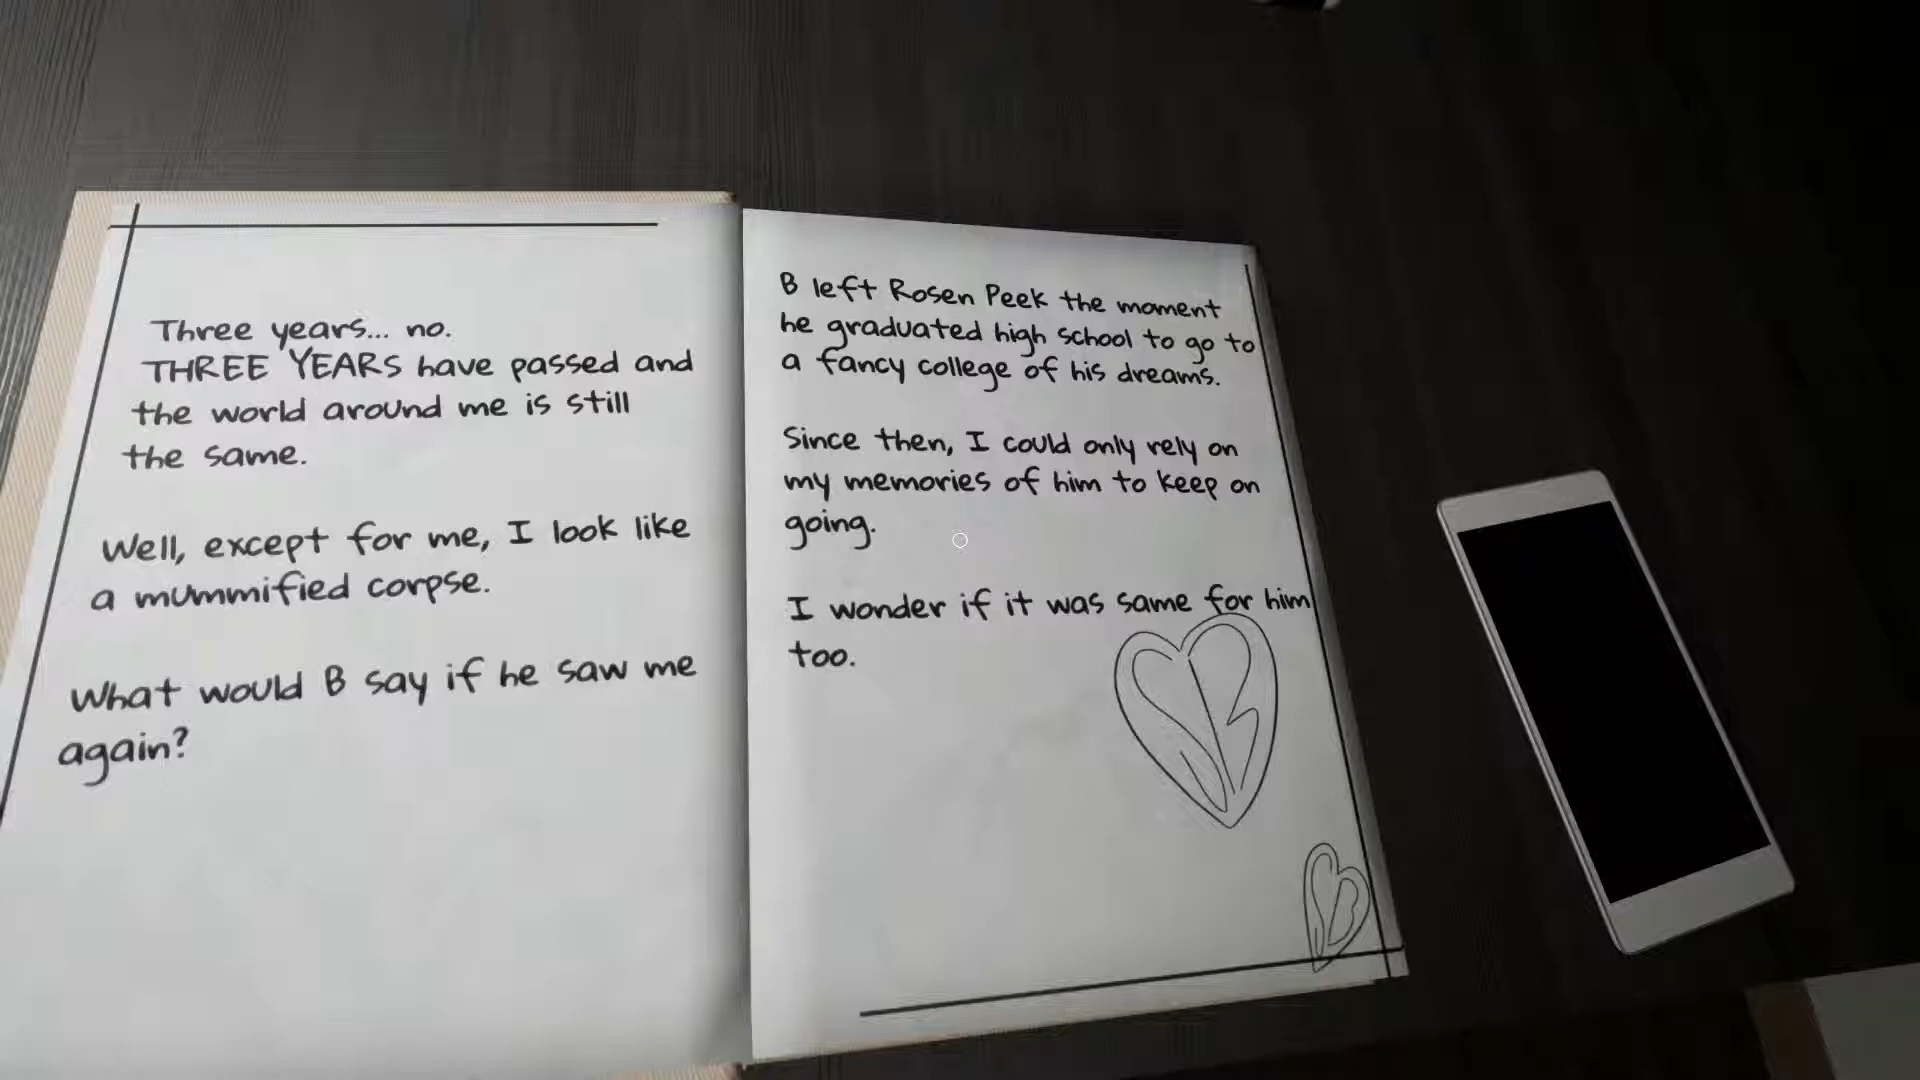 Three years... no.
THREE YEARS have passed and
the world around me is still
the same.
Well, except for me, I look like
a mummified corpse.
What would B say if he saw me
again?
B left Rosen Peek the moment
he graduated high school to go to
a fancy college of his dreams.
Since then, I could only rely on
my memories of him to keep on
going.
I wonder if it was same for him
too.